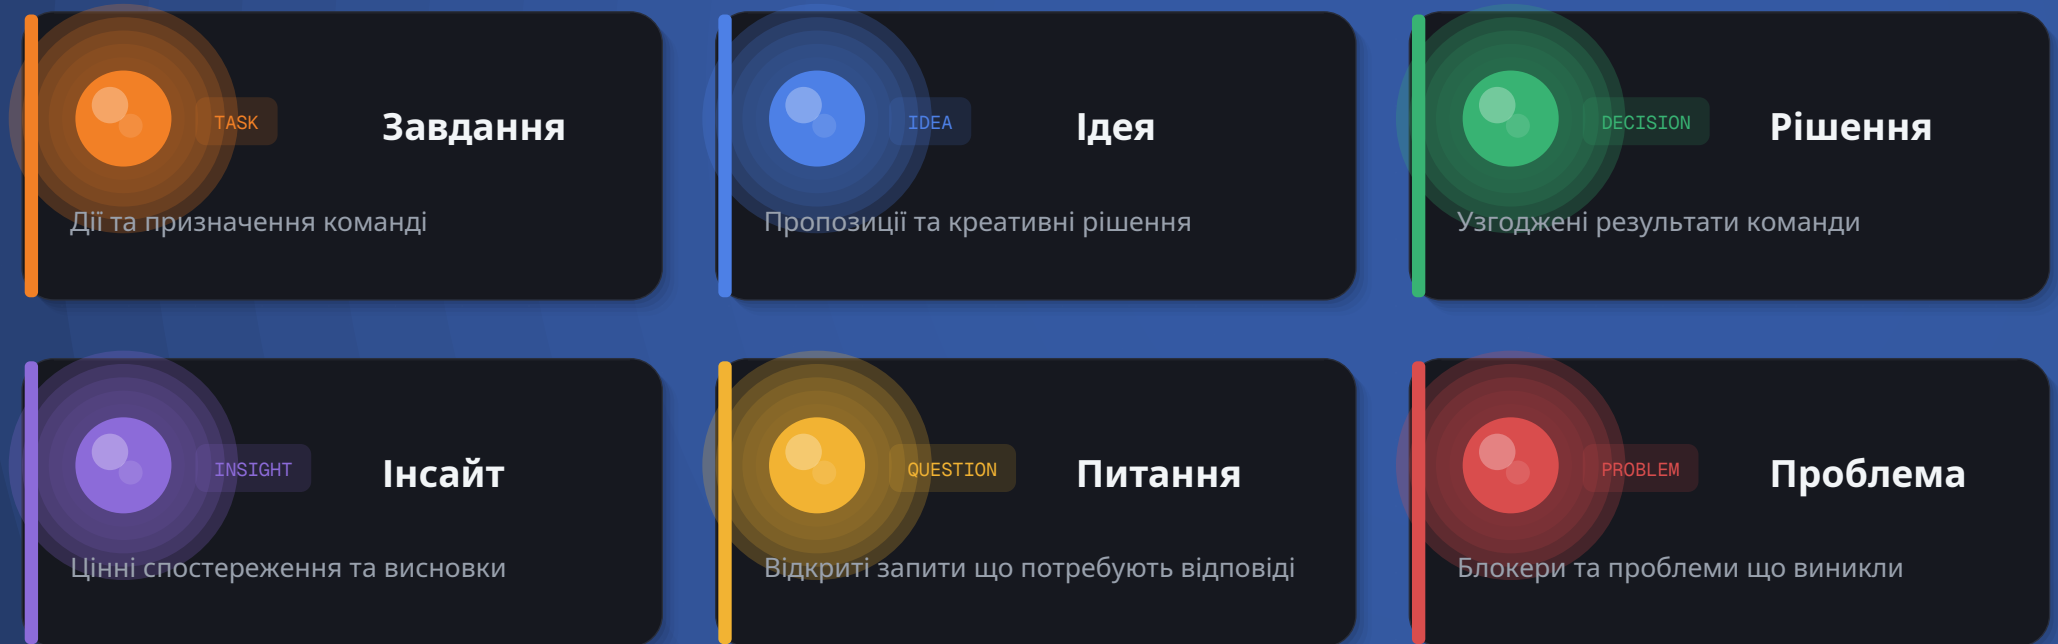 TASK Завдання
Дії та призначення команді
IDEA Ідея
Пропозиції та креативні рішення
DECISION Рішення
Узгоджені результати команди
INSIGHT Інсайт
Цінні спостереження та висновки
QUESTION Питання
Відкриті запити що потребують відповіді
PROBLEM Проблема
Блокери та проблеми що виникли